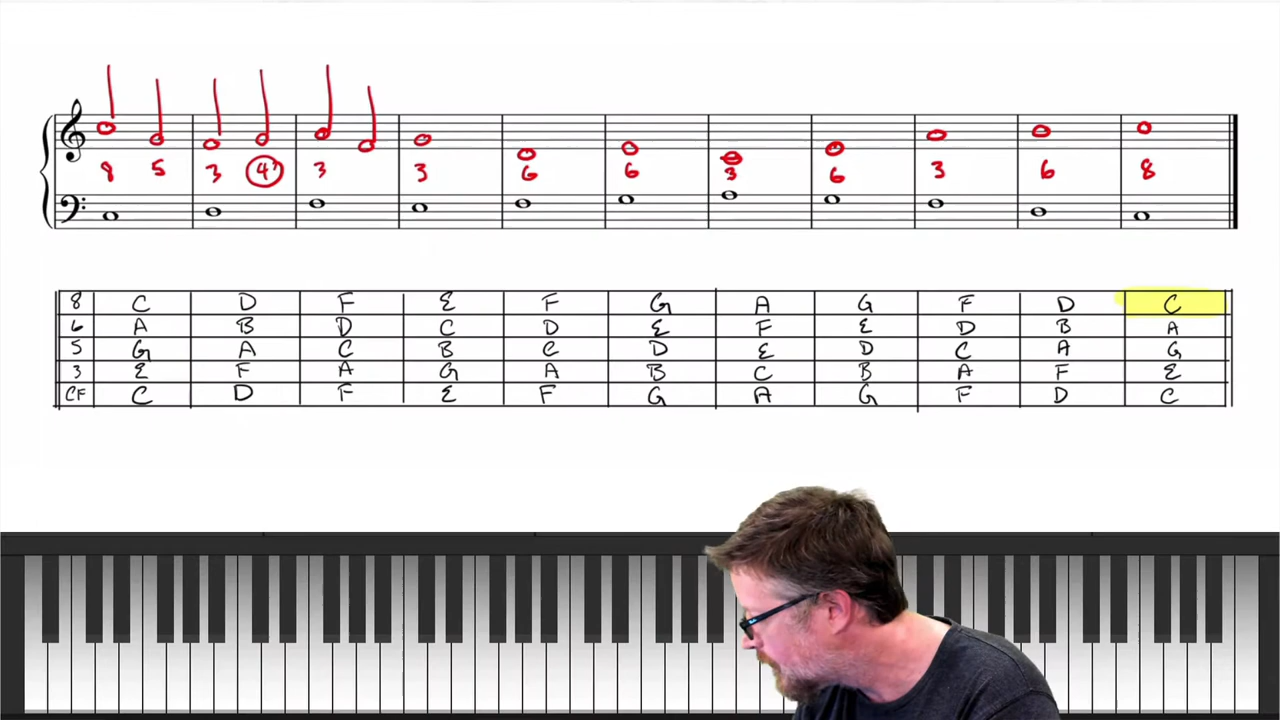 8 5 3 4 3 3 6 6 3 6 3 6 8
8 C D F E F G A G F D C
6 A B D C D E F E D B A
5 G A C B C D E D C A G
3 E F A G A B C B A F E
CF C D F E F G A G F D C